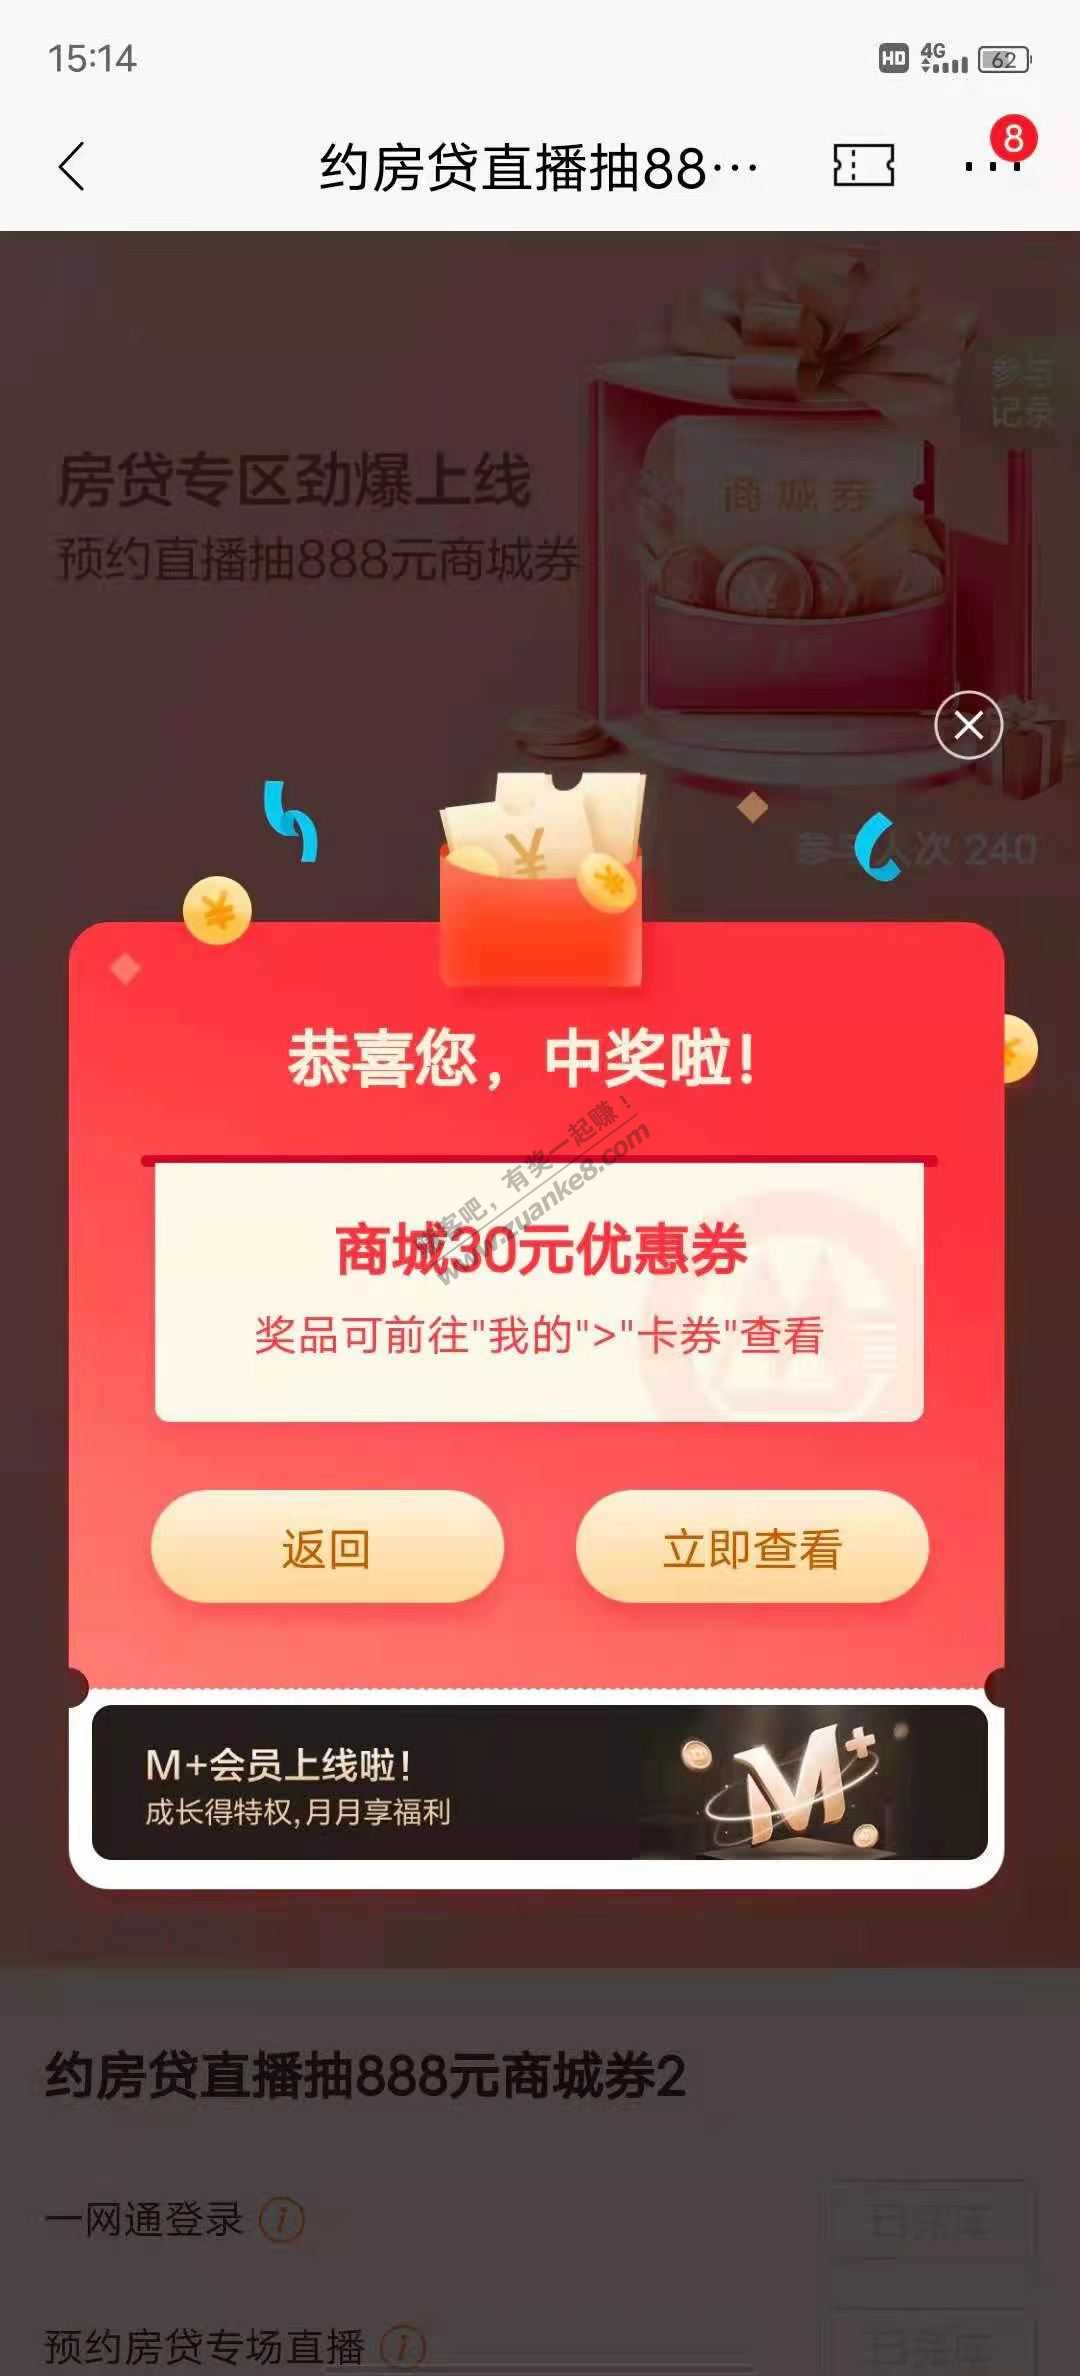 15:14
HD 4G 62
约房贷直播抽88…
8
参与
记录
房贷专区劲爆上线
预约直播抽888元商城券
商城券
参与人次 240
恭喜您，中奖啦！
赚客吧，有奖一起赚！
www.zuanke8.com
商城30元优惠券
奖品可前往"我的">"卡券"查看
返回
立即查看
M+会员上线啦！
成长得特权,月月享福利
约房贷直播抽888元商城券2
一网通登录
预约房贷专场直播